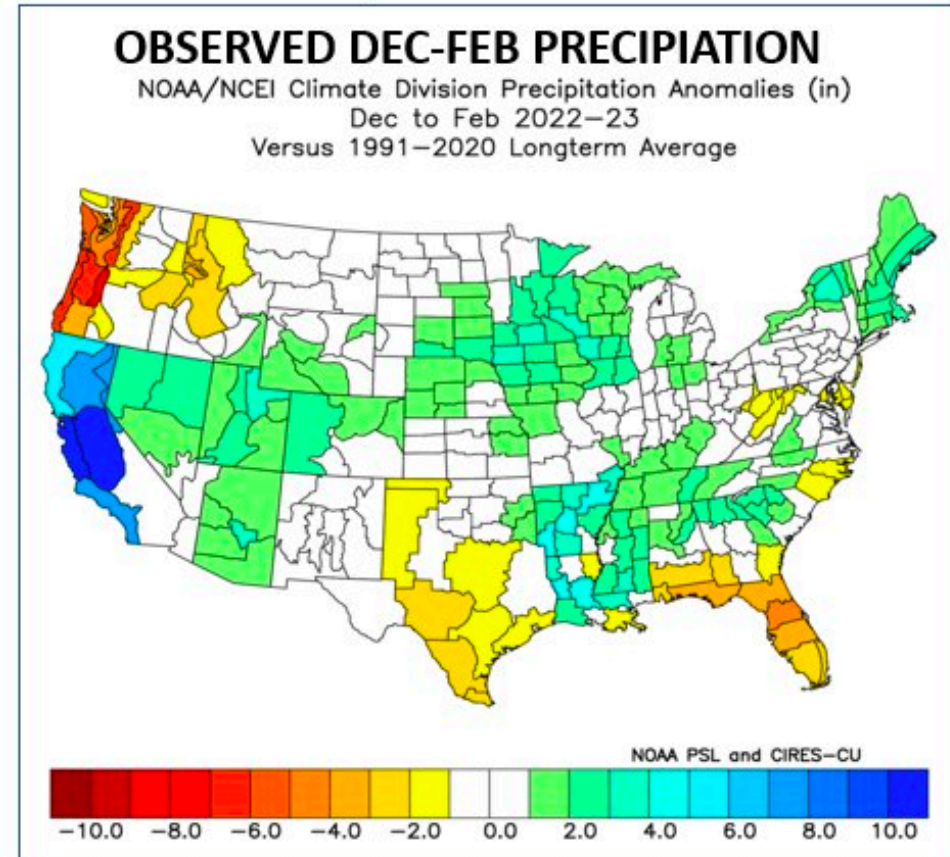 OBSERVED DEC-FEB PRECIPIATION
NOAA/NCEI Climate Division Precipitation Anomalies (in)
Dec to Feb 2022-23
Versus 1991-2020 Longterm Average
NOAA PSL and CIRES-CU
-10.0 -8.0 -6.0 -4.0 -2.0 0.0 2.0 4.0 6.0 8.0 10.0